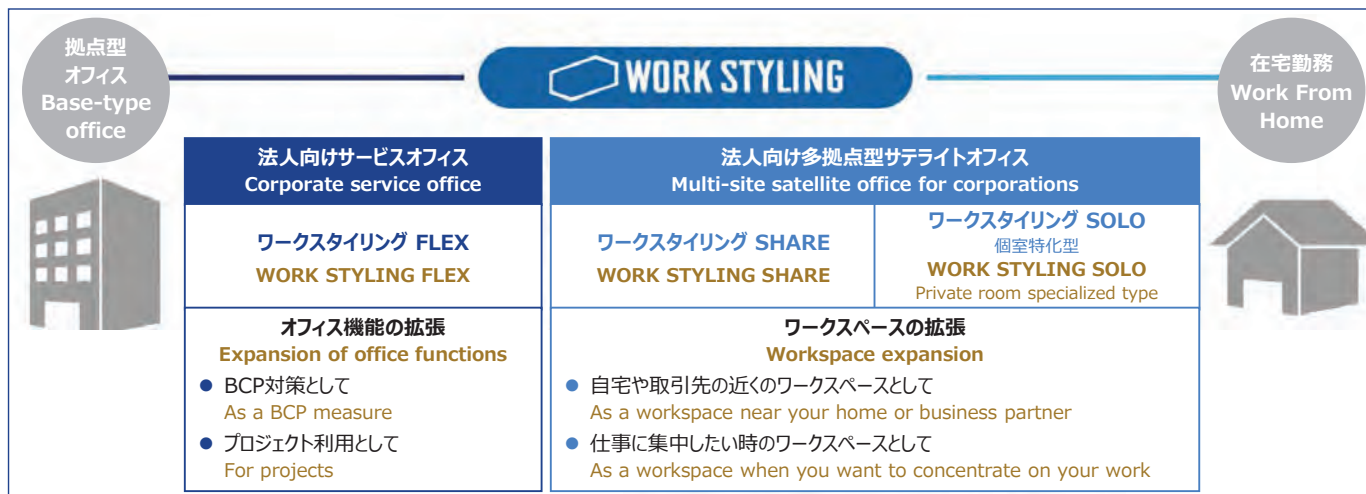 拠点型
オフィス
Base-type
office
WORK STYLING
在宅勤務
Work From
Home
法人向けサービスオフィス
Corporate service office
法人向け多拠点型サテライトオフィス
Multi-site satellite office for corporations
ワークスタイリング FLEX
WORK STYLING FLEX
ワークスタイリング SHARE
WORK STYLING SHARE
ワークスタイリング SOLO
個室特化型
WORK STYLING SOLO
Private room specialized type
オフィス機能の拡張
Expansion of office functions
● BCP対策として
As a BCP measure
● プロジェクト利用として
For projects
ワークスペースの拡張
Workspace expansion
● 自宅や取引先の近くのワークスペースとして
As a workspace near your home or business partner
● 仕事に集中したい時のワークスペースとして
As a workspace when you want to concentrate on your work